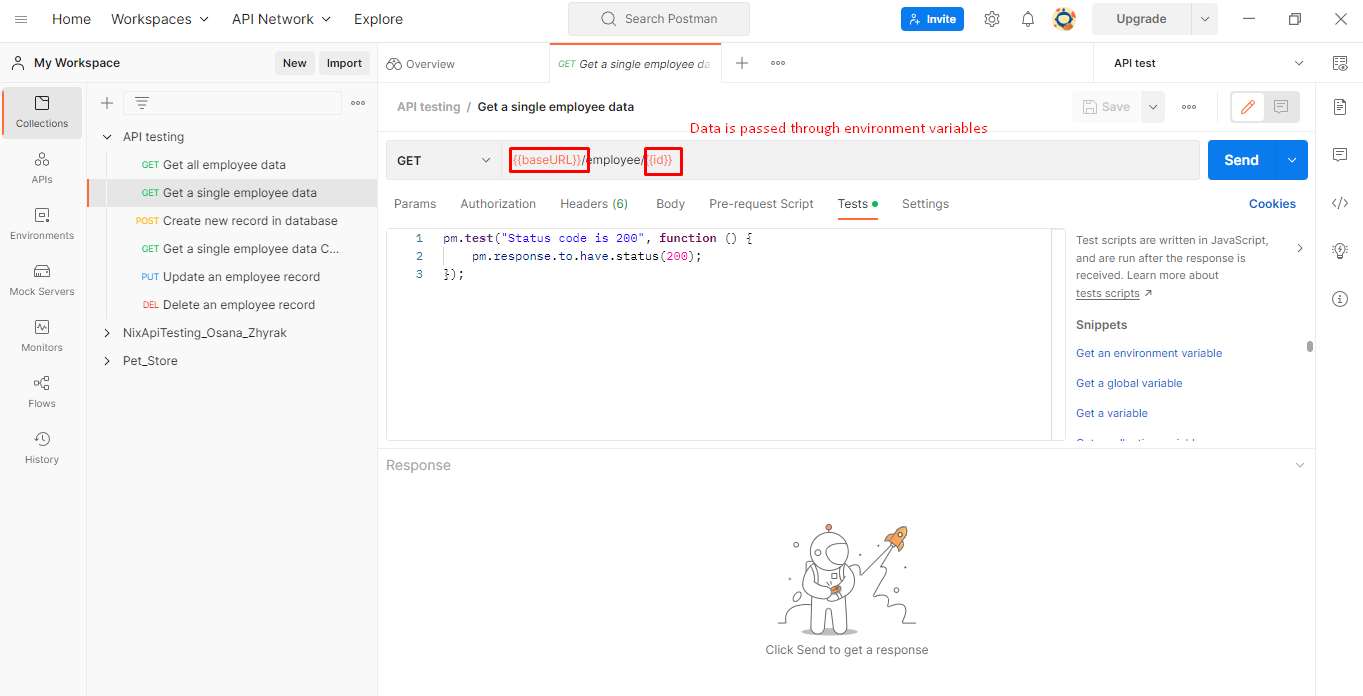 Home Workspaces API Network Explore Search Postman Invite Upgrade
My Workspace New Import Overview GET Get a single employee da API test
Collections
APIs
Environments
Mock Servers
Monitors
Flows
History
API testing
GET Get all employee data
GET Get a single employee data
POST Create new record in database
GET Get a single employee data C...
PUT Update an employee record
DEL Delete an employee record
NixApiTesting_Osana_Zhyrak
Pet_Store
API testing / Get a single employee data Save
Data is passed through environment variables
GET {{baseURL}}/employee/{{id}} Send
Params Authorization Headers (6) Body Pre-request Script Tests Settings Cookies
1 pm.test("Status code is 200", function () {
2 pm.response.to.have.status(200);
3 });
Test scripts are written in JavaScript,
and are run after the response is
received. Learn more about
tests scripts ↗
Snippets
Get an environment variable
Get a global variable
Get a variable
Response
Click Send to get a response